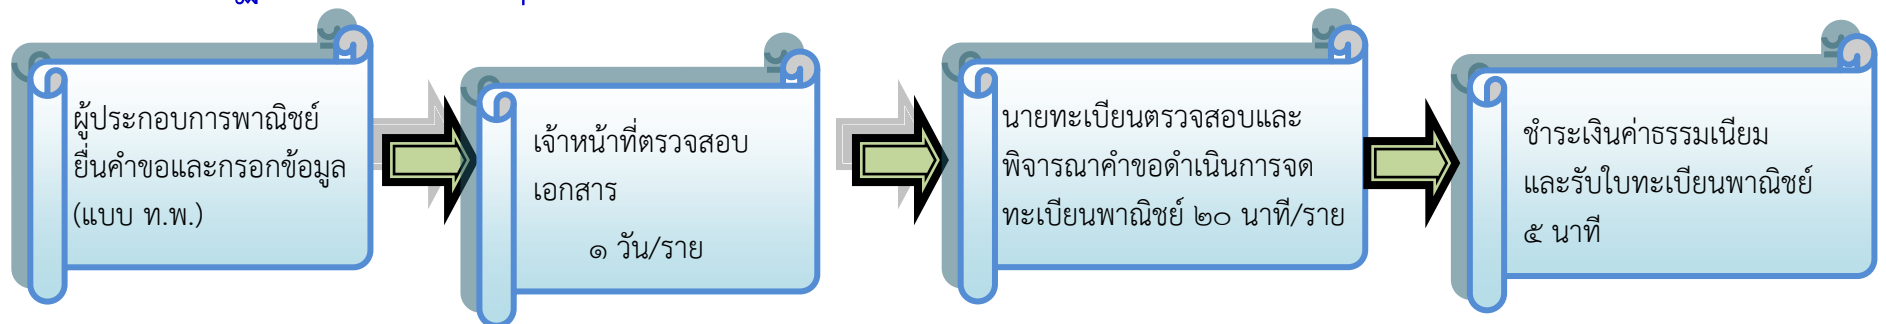 ผู้ประกอบการพาณิชย์
ยื่นคำขอและกรอกข้อมูล
(แบบ ท.พ.)
เจ้าหน้าที่ตรวจสอบ
เอกสาร
๑ วัน/ราย
นายทะเบียนตรวจสอบและ
พิจารณาคำขอดำเนินการจด
ทะเบียนพาณิชย์ ๒๐ นาที/ราย
ชำระเงินค่าธรรมเนียม
และรับใบทะเบียนพาณิชย์
๕ นาที